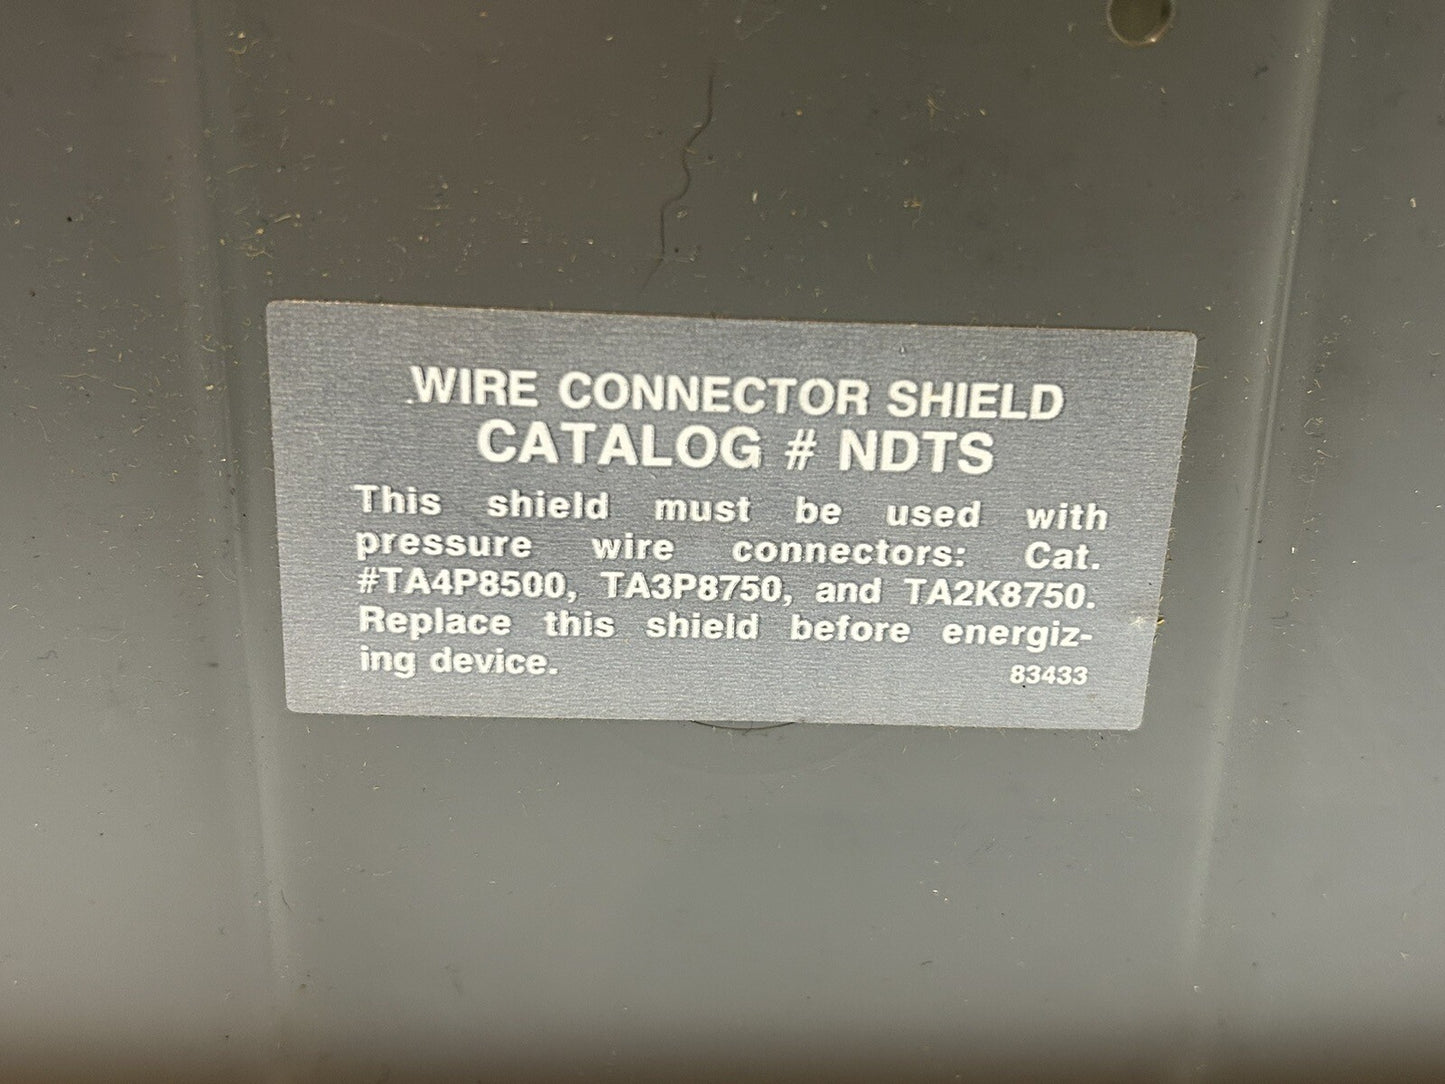 WIRE CONNECTOR SHIELD
CATALOG # NDTS
This shield must be used with
pressure wire connectors: Cat.
#TA4P8500, TA3P8750, and TA2K8750.
Replace this shield before energiz-
ing device.
83433